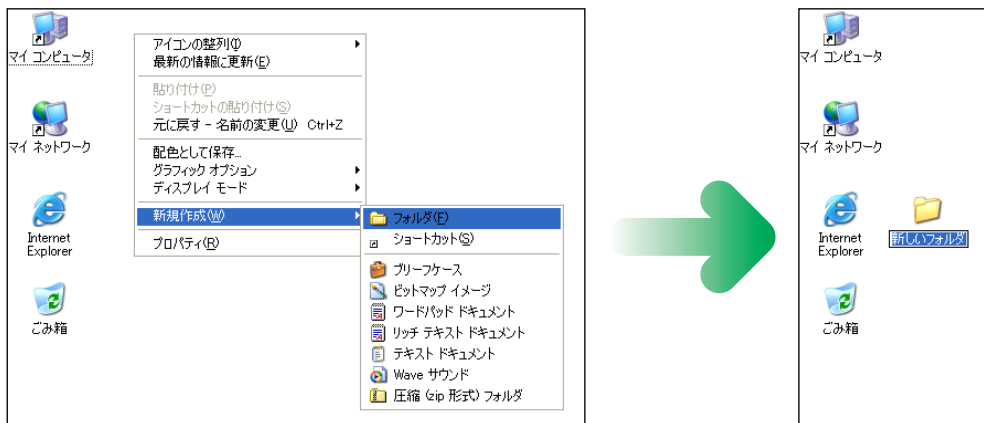 マイ コンピュータ
マイ ネットワーク
Internet
Explorer
ごみ箱
アイコンの整列(I)
最新の情報に更新(E)
貼り付け(P)
ショートカットの貼り付け(S)
元に戻す - 名前の変更(U) Ctrl+Z
配色として保存...
グラフィック オプション
ディスプレイ モード
新規作成(W)
プロパティ(R)
フォルダ(F)
ショートカット(S)
ブリーフケース
ビットマップ イメージ
ワードパッド ドキュメント
リッチ テキスト ドキュメント
テキスト ドキュメント
Wave サウンド
圧縮 (zip 形式) フォルダ
マイ コンピュータ
マイ ネットワーク
Internet
Explorer
新しいフォルダ
ごみ箱